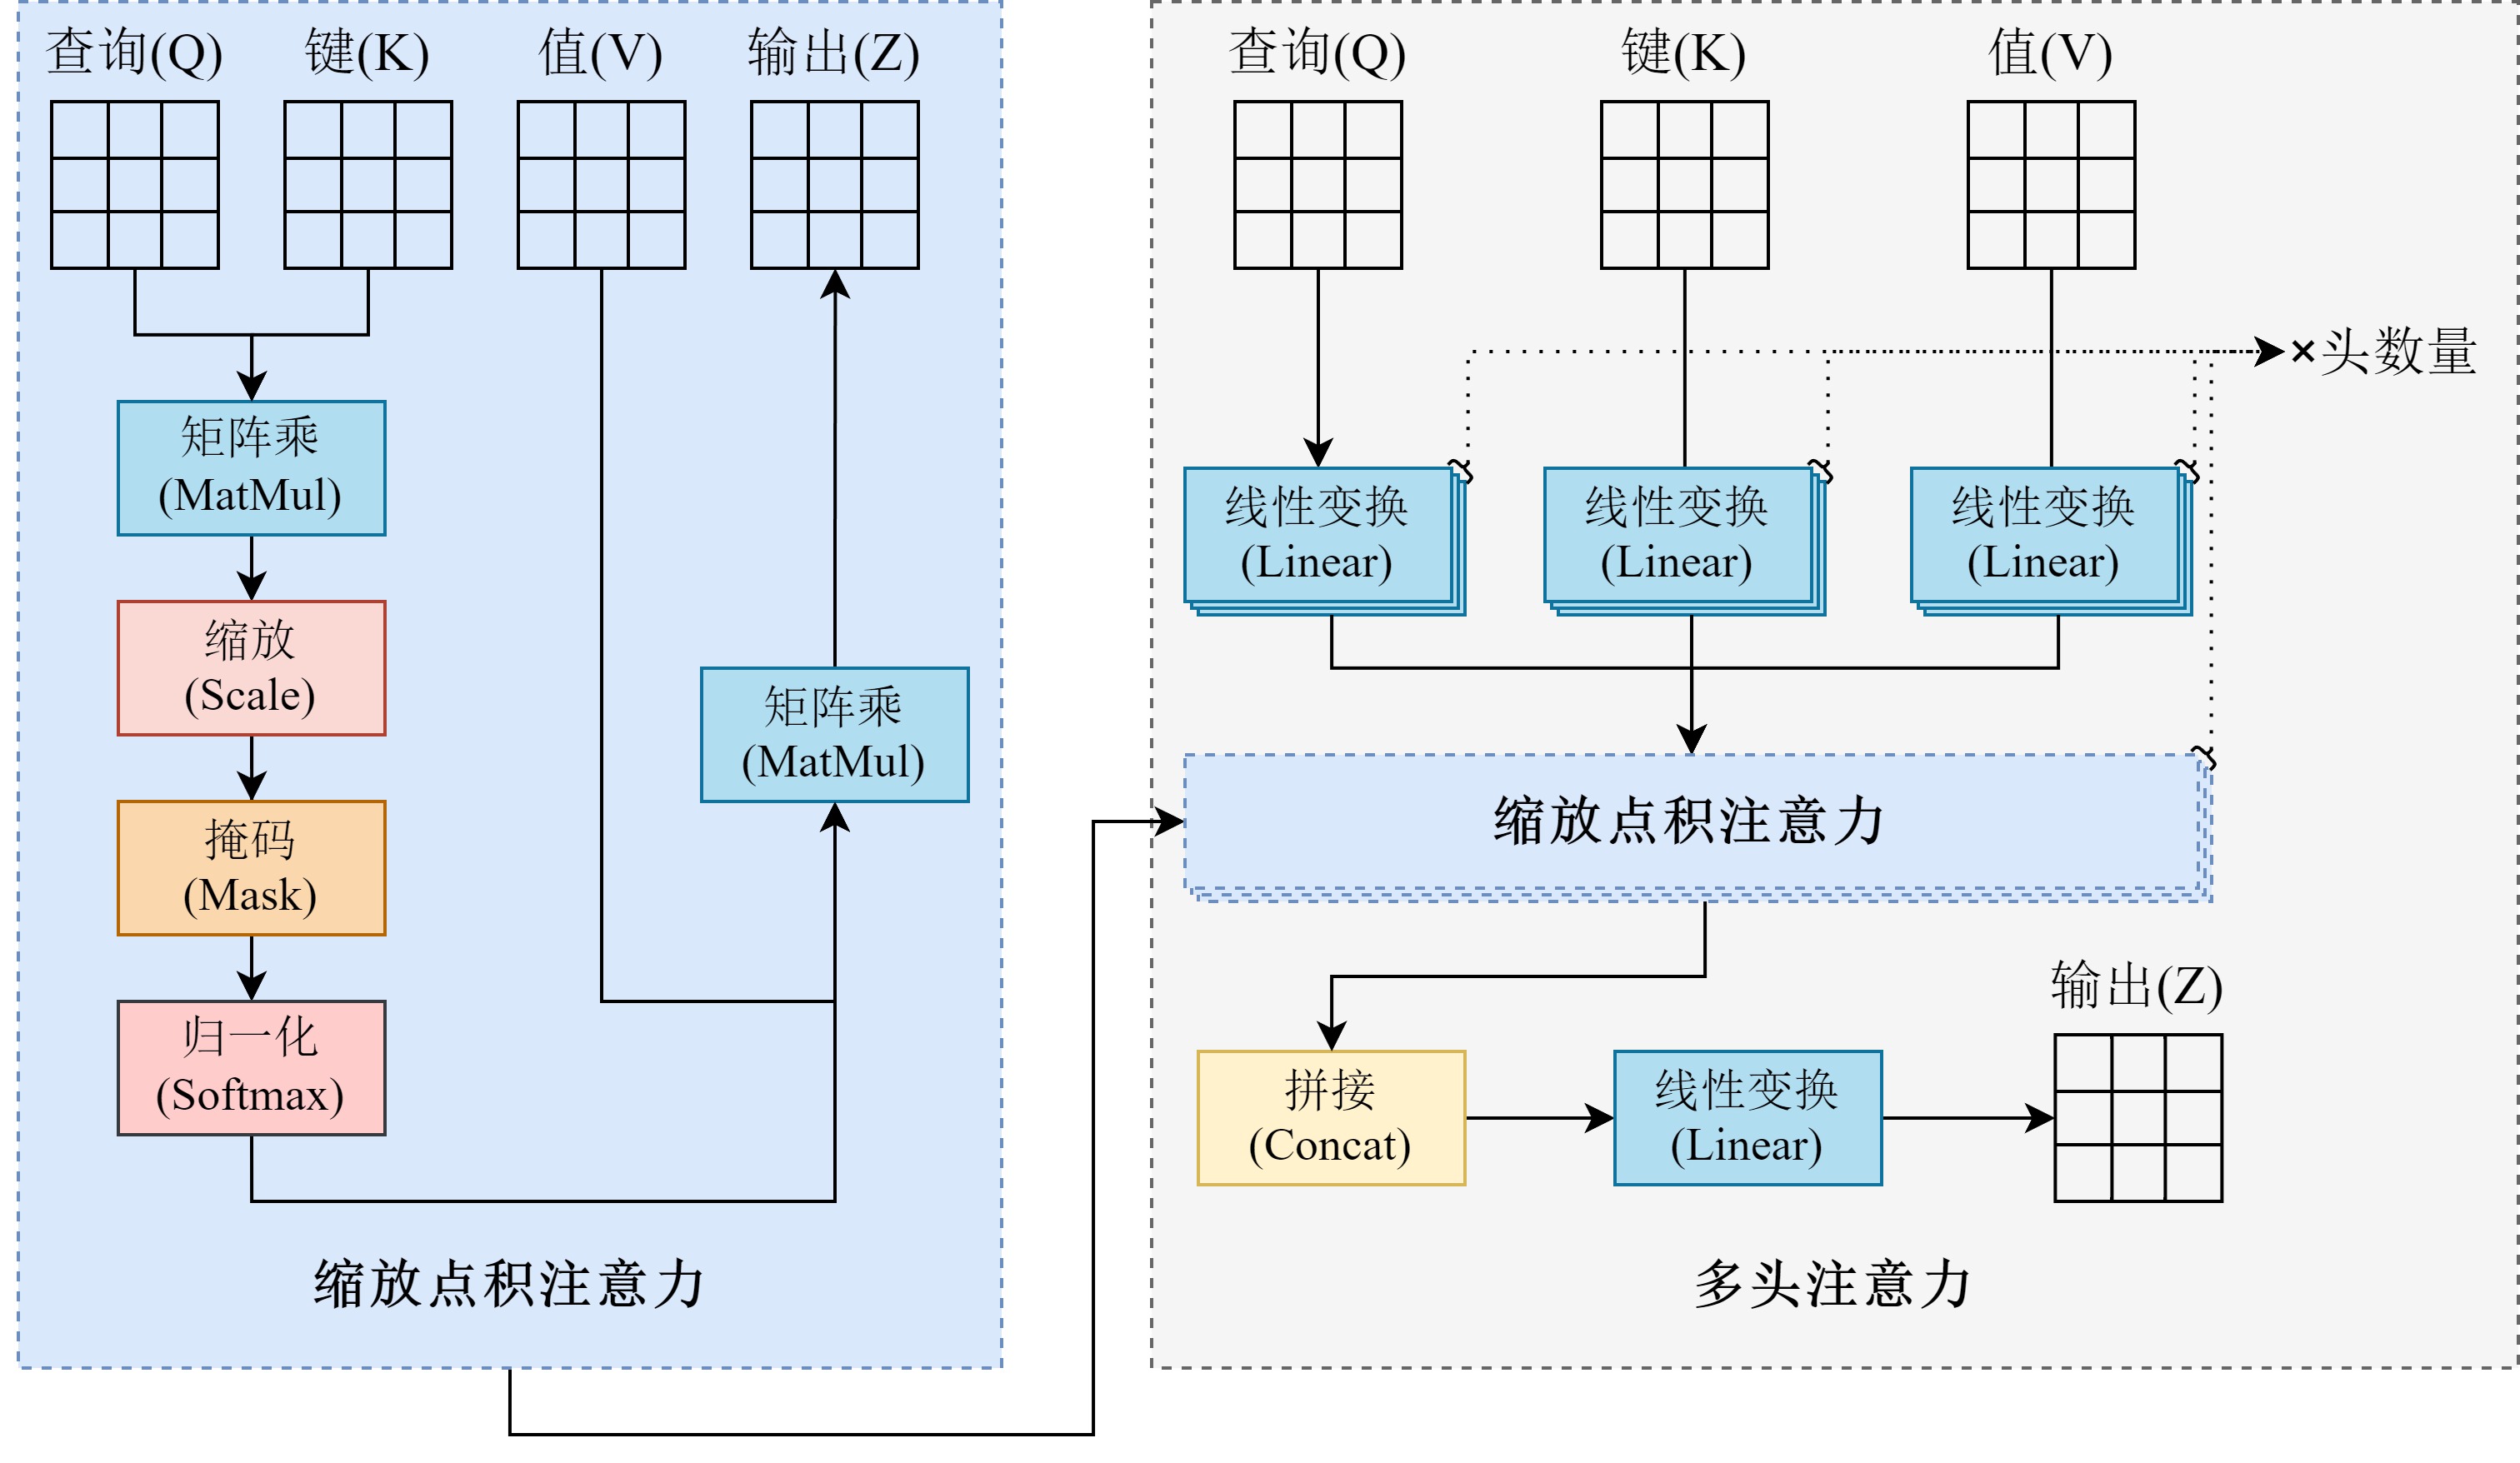 查询(Q)
键(K)
值(V)
输出(Z)
矩阵乘
(MatMul)
缩放
(Scale)
掩码
(Mask)
归一化
(Softmax)
矩阵乘
(MatMul)
缩放点积注意力
查询(Q)
键(K)
值(V)
×头数量
线性变换
(Linear)
线性变换
(Linear)
线性变换
(Linear)
缩放点积注意力
拼接
(Concat)
线性变换
(Linear)
输出(Z)
多头注意力